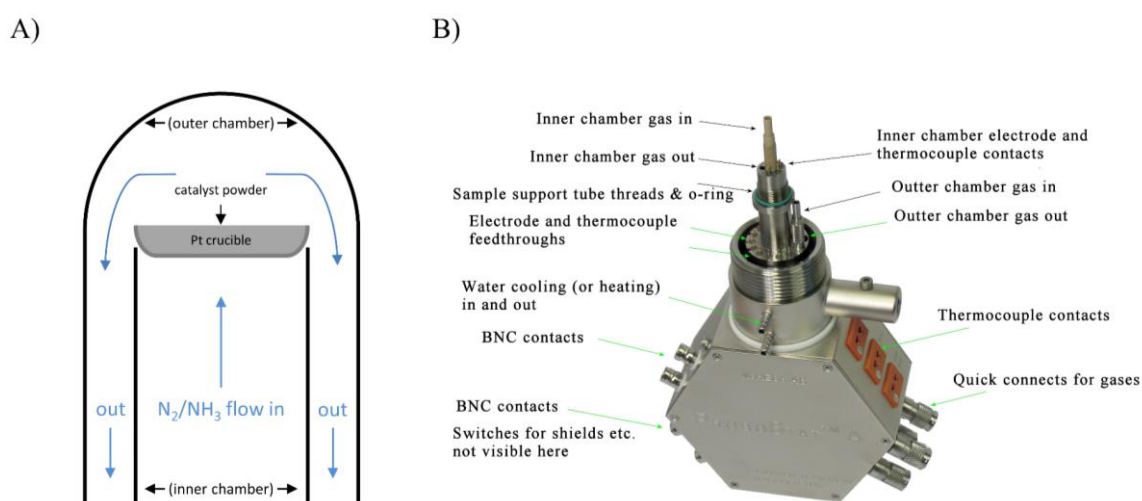 A)
(outer chamber)
catalyst powder
Pt crucible
out
N₂/NH₃ flow in
out
(inner chamber)
B)
Inner chamber gas in
Inner chamber gas out
Sample support tube threads & o-ring
Electrode and thermocouple
feedthroughs
Water cooling (or heating)
in and out
BNC contacts
BNC contacts
Switches for shields etc.
not visible here
Inner chamber electrode and
thermocouple contacts
Outter chamber gas in
Outter chamber gas out
Thermocouple contacts
Quick connects for gases